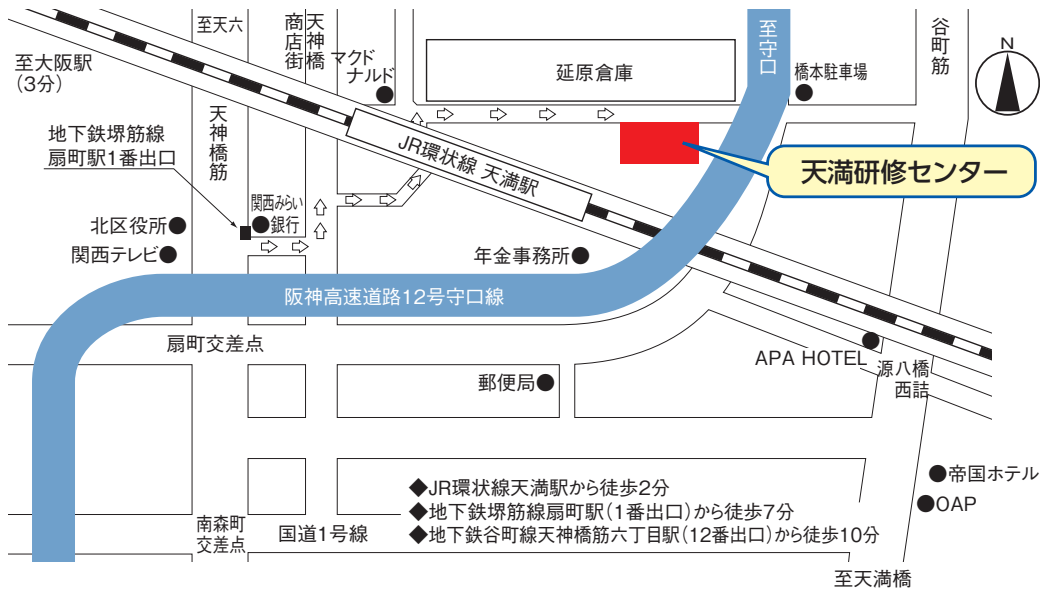 至天六
天神橋
商店街
マクド
ナルド
至大阪駅
(3分)
延原倉庫
至守口
橋本駐車場
谷町筋
N
地下鉄堺筋線
扇町駅1番出口
天神橋筋
JR環状線 天満駅
天満研修センター
北区役所
関西テレビ
関西みらい
銀行
年金事務所
阪神高速道路12号守口線
扇町交差点
郵便局
APA HOTEL
源八橋
西詰
帝国ホテル
OAP
◆JR環状線天満駅から徒歩2分
◆地下鉄堺筋線扇町駅(1番出口)から徒歩7分
◆地下鉄谷町線天神橋筋六丁目駅(12番出口)から徒歩10分
南森町
交差点
国道1号線
至天満橋